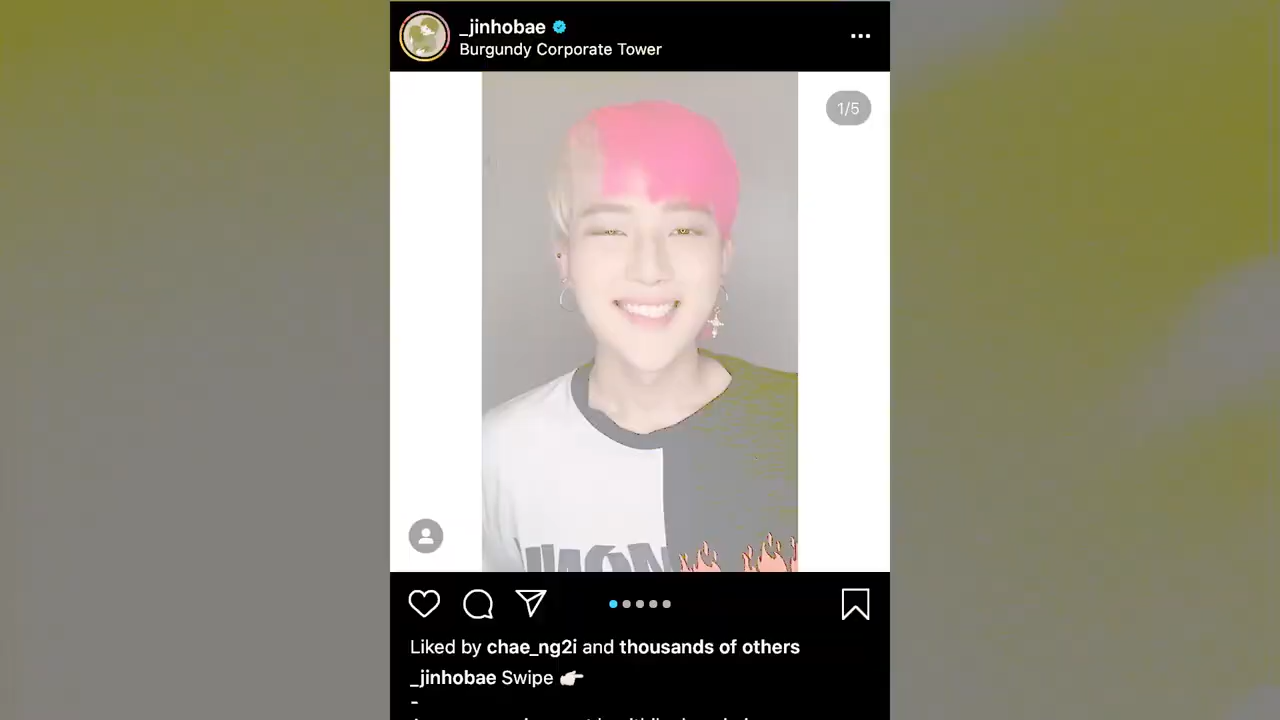 _jinhobae
Burgundy Corporate Tower
1/5
Liked by chae_ng2i and thousands of others
_jinhobae Swipe 👉🏻
-